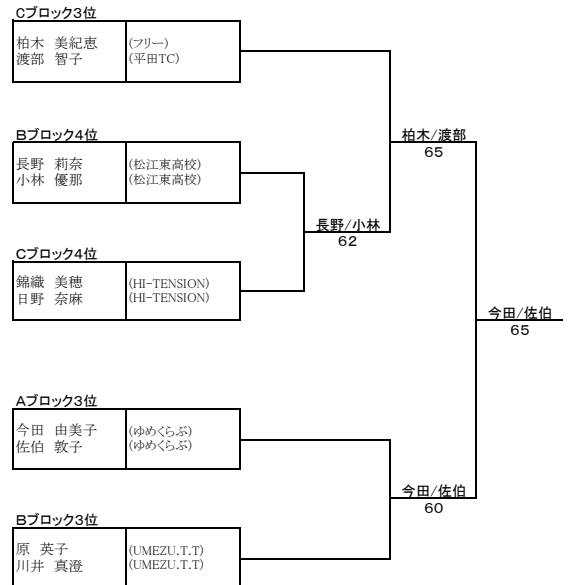 Cブロック3位
柏木 美紀恵 (フリー)
渡部 智子 (平田TC)
柏木/渡部
65
Bブロック4位
長野 莉奈 (松江東高校)
小林 優那 (松江東高校)
長野/小林
62
Cブロック4位
錦織 美穂 (HI-TENSION)
日野 奈麻 (HI-TENSION)
今田/佐伯
65
Aブロック3位
今田 由美子 (ゆめくらぶ)
佐伯 敦子 (ゆめくらぶ)
今田/佐伯
60
Bブロック3位
原 英子 (UMEZU.T.T)
川井 真澄 (UMEZU.T.T)